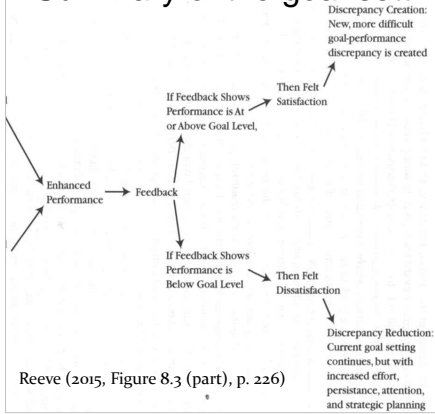 Discrepancy Creation:
New, more difficult
goal-performance
discrepancy is created
Then Felt
Satisfaction
If Feedback Shows
Performance is At
or Above Goal Level,
Enhanced
Performance
Feedback
If Feedback Shows
Performance is
Below Goal Level
Then Felt
Dissatisfaction
Discrepancy Reduction:
Current goal setting
continues, but with
increased effort,
persistance, attention,
and strategic planning
Reeve (2015, Figure 8.3 (part), p. 226)